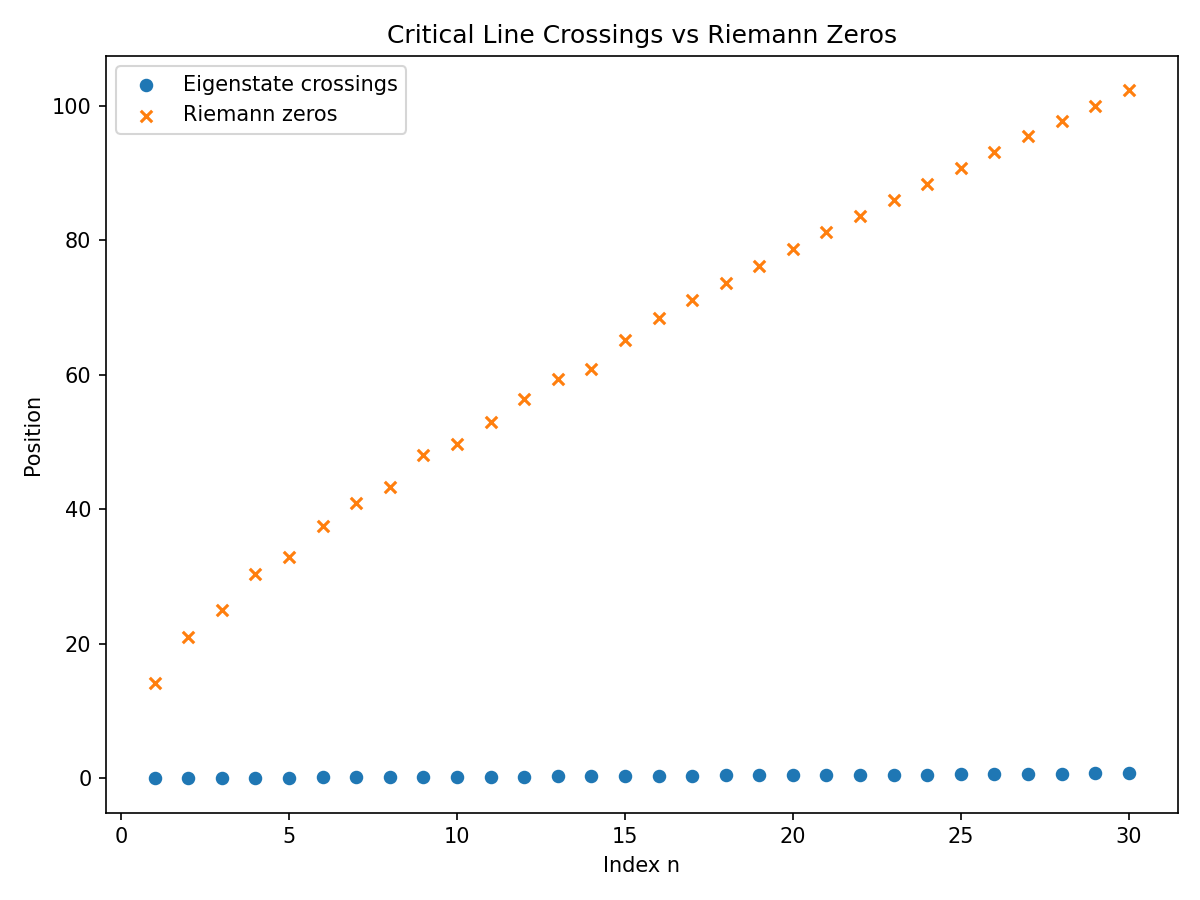 Critical Line Crossings vs Riemann Zeros
Eigenstate crossings
Riemann zeros
100
80
60
40
20
0
Position
0 5 10 15 20 25 30
Index n